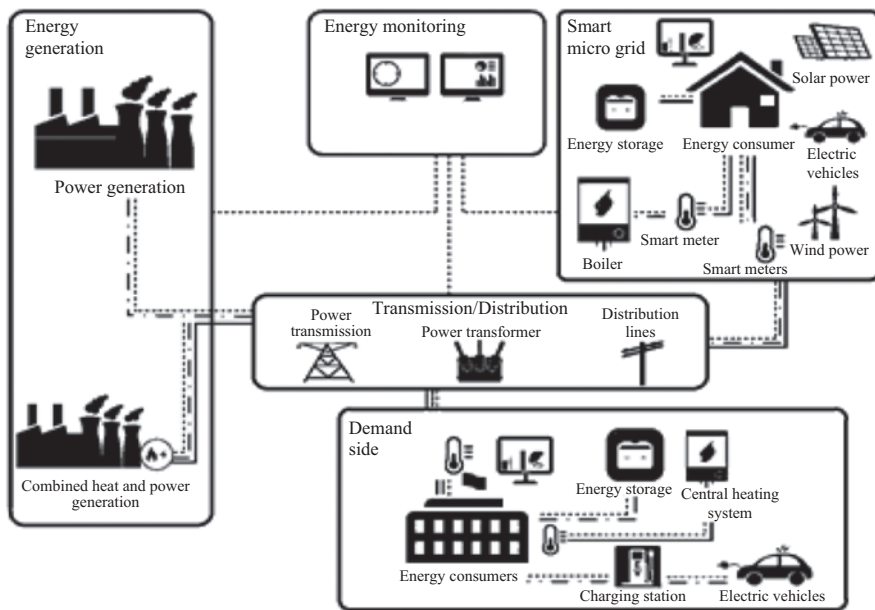 Energy
generation
Power generation
Combined heat and power
generation
Energy monitoring
Smart
micro grid
Solar power
Energy storage
Energy consumer
Electric
vehicles
Boiler
Smart meter
Smart meters
Wind power
Transmission/Distribution
Power
transmission
Power transformer
Distribution
lines
Demand
side
Energy storage
Central heating
system
Energy consumers
Charging station
Electric vehicles